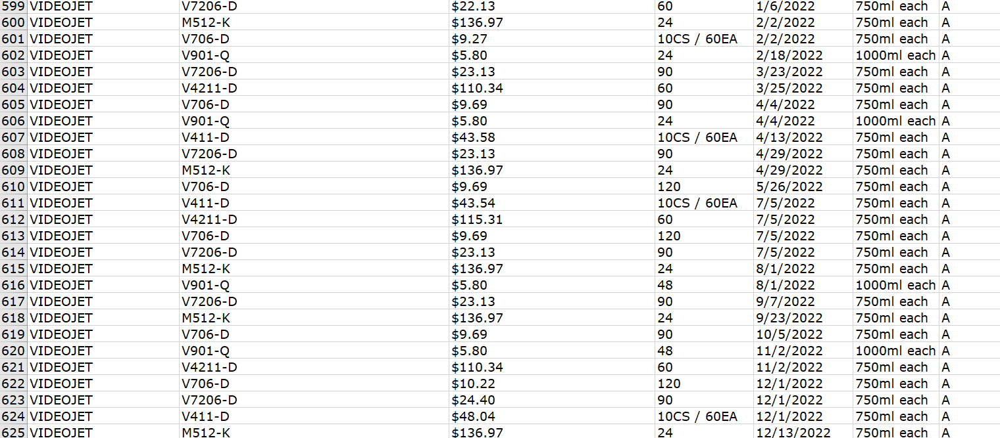 599 VIDEOJET V7206-D $22.13 60 1/6/2022 750ml each A
600 VIDEOJET M512-K $136.97 24 2/2/2022 750ml each A
601 VIDEOJET V706-D $9.27 10CS / 60EA 2/2/2022 750ml each A
602 VIDEOJET V901-Q $5.80 24 2/18/2022 1000ml each A
603 VIDEOJET V7206-D $23.13 90 3/23/2022 750ml each A
604 VIDEOJET V4211-D $110.34 60 3/25/2022 750ml each A
605 VIDEOJET V706-D $9.69 90 4/4/2022 750ml each A
606 VIDEOJET V901-Q $5.80 24 4/4/2022 1000ml each A
607 VIDEOJET V411-D $43.58 10CS / 60EA 4/13/2022 750ml each A
608 VIDEOJET V7206-D $23.13 90 4/29/2022 750ml each A
609 VIDEOJET M512-K $136.97 24 4/29/2022 750ml each A
610 VIDEOJET V706-D $9.69 120 5/26/2022 750ml each A
611 VIDEOJET V411-D $43.54 10CS / 60EA 7/5/2022 750ml each A
612 VIDEOJET V4211-D $115.31 60 7/5/2022 750ml each A
613 VIDEOJET V706-D $9.69 120 7/5/2022 750ml each A
614 VIDEOJET V7206-D $23.13 90 7/5/2022 750ml each A
615 VIDEOJET M512-K $136.97 24 8/1/2022 750ml each A
616 VIDEOJET V901-Q $5.80 48 8/1/2022 1000ml each A
617 VIDEOJET V7206-D $23.13 90 9/7/2022 750ml each A
618 VIDEOJET M512-K $136.97 24 9/23/2022 750ml each A
619 VIDEOJET V706-D $9.69 90 10/5/2022 750ml each A
620 VIDEOJET V901-Q $5.80 48 11/2/2022 1000ml each A
621 VIDEOJET V4211-D $110.34 60 11/2/2022 750ml each A
622 VIDEOJET V706-D $10.22 120 12/1/2022 750ml each A
623 VIDEOJET V7206-D $24.40 90 12/1/2022 750ml each A
624 VIDEOJET V411-D $48.04 10CS / 60EA 12/1/2022 750ml each A
625 VIDEOJET M512-K $136.97 24 12/13/2022 750ml each A